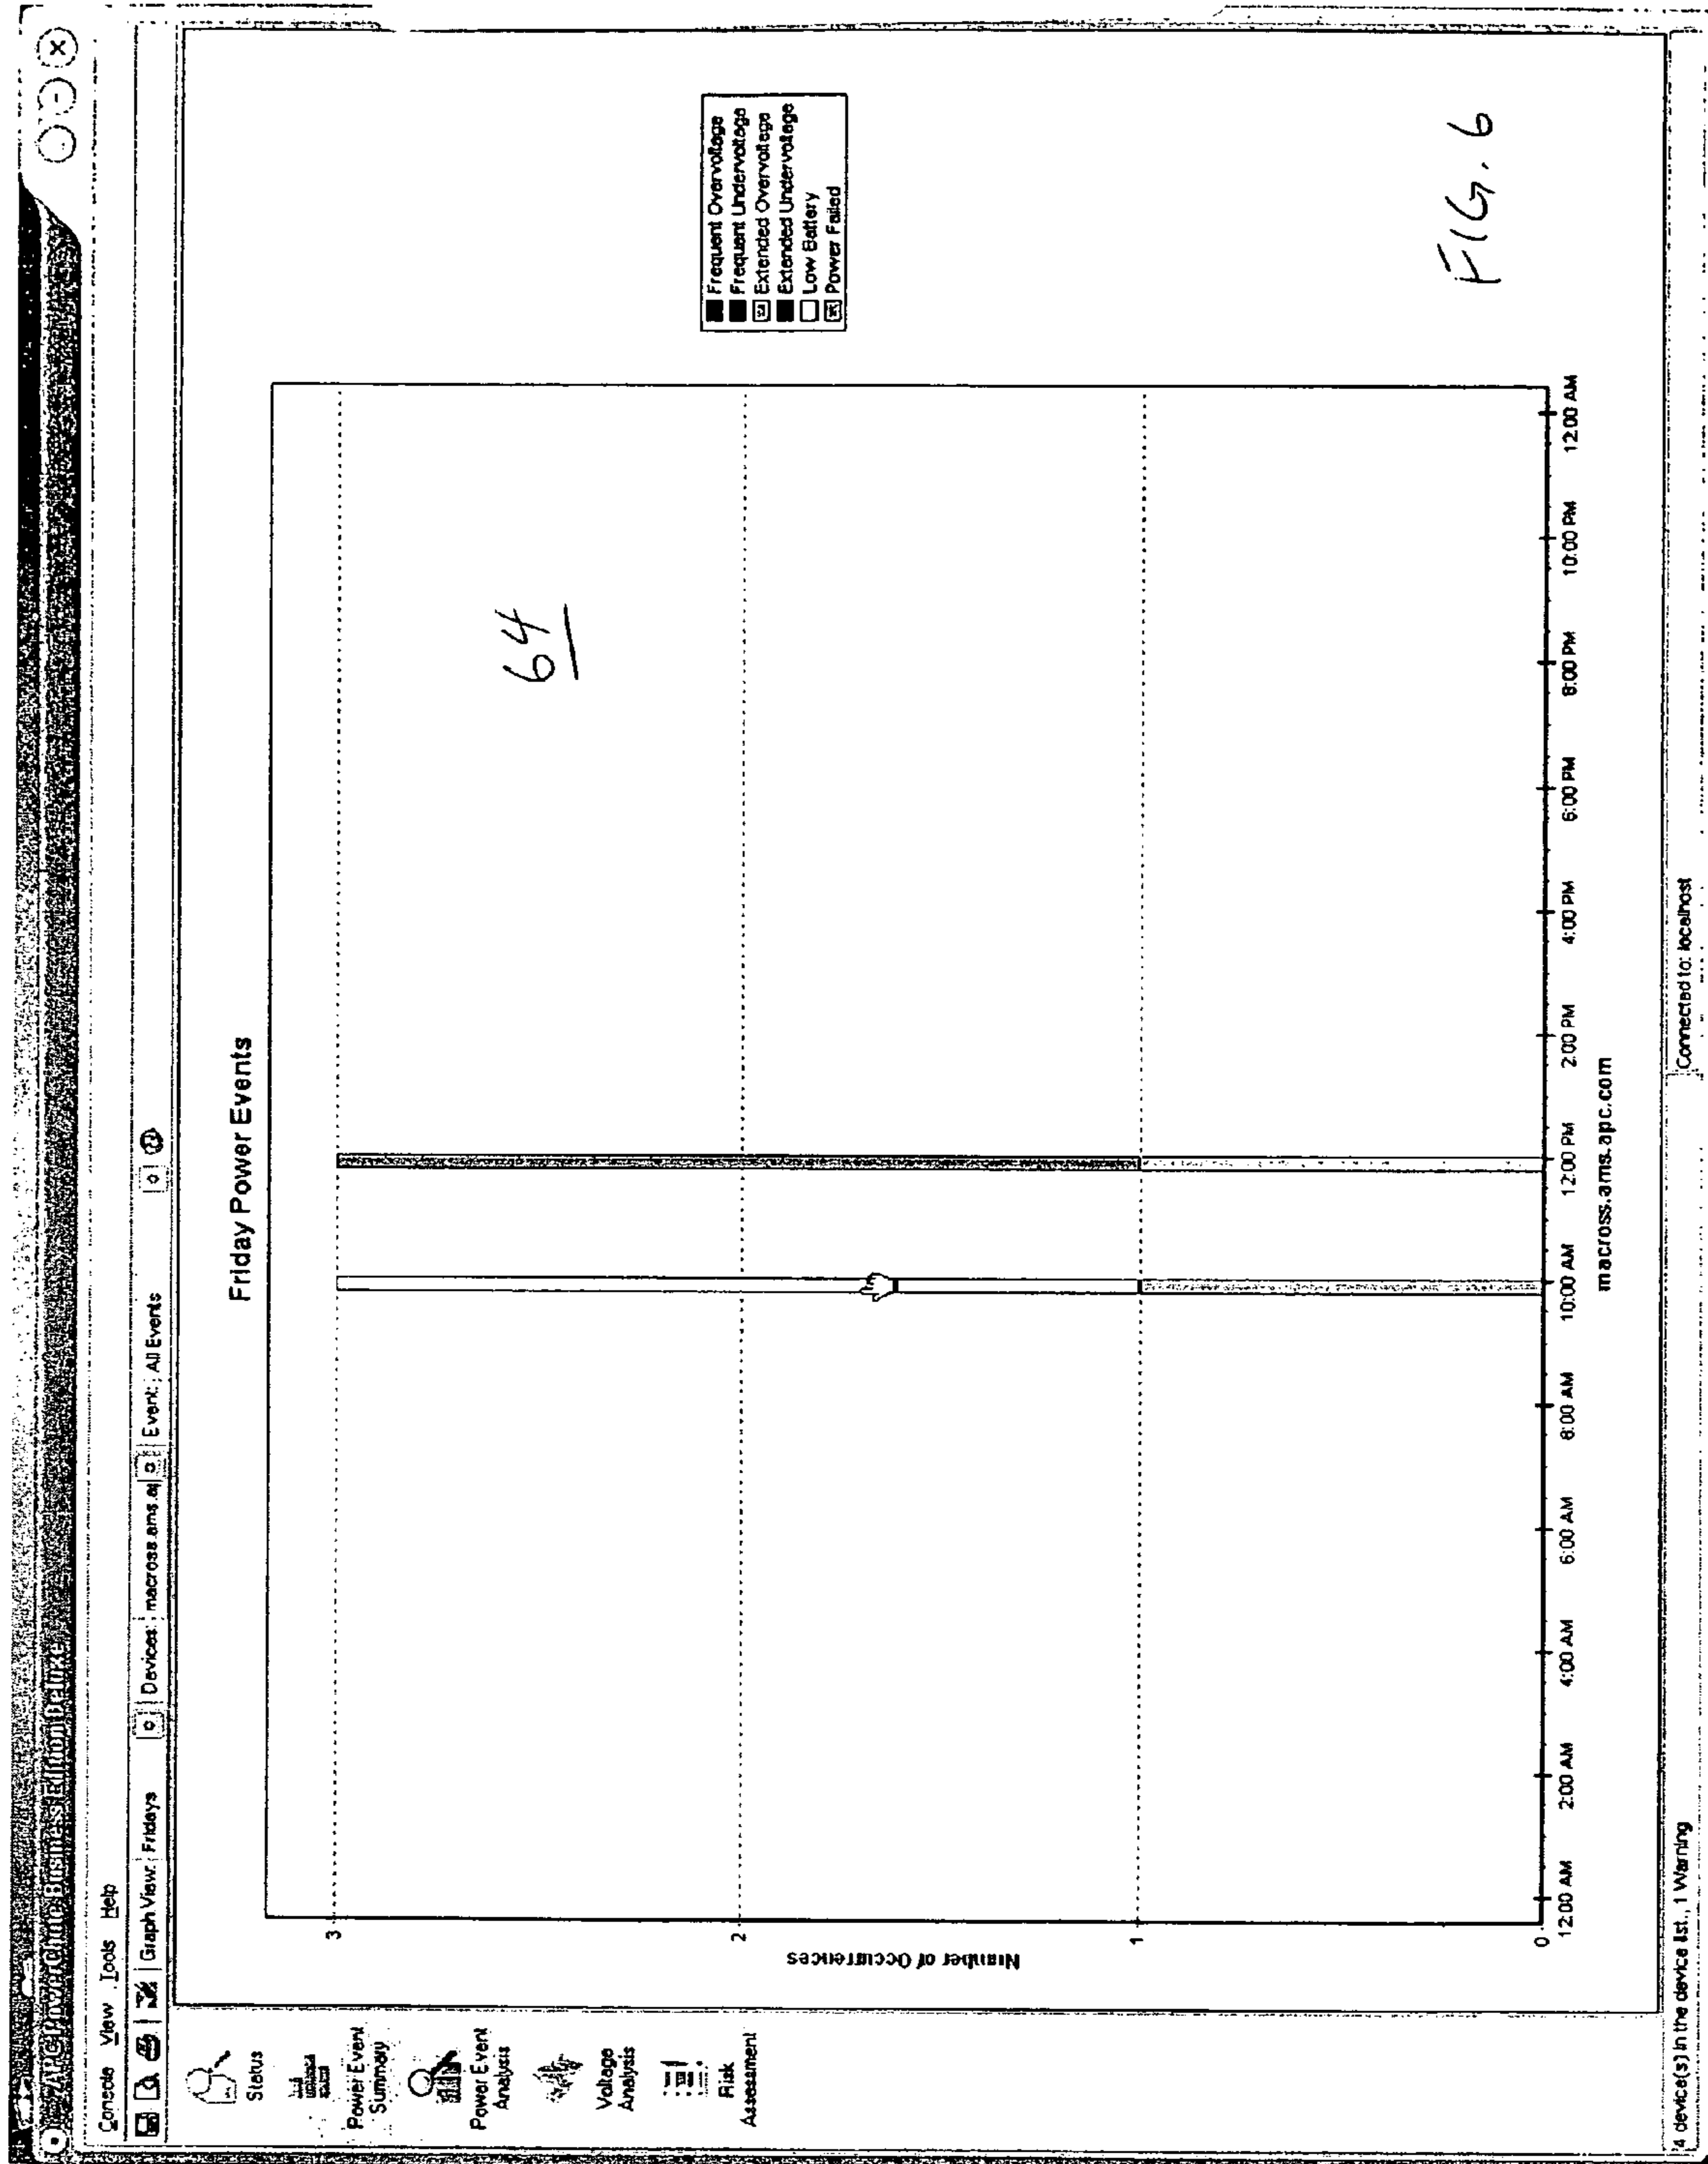 APC PowerChute Business Edition Deluxe
Console View Tools Help
Graph View: Fridays Devices: macross.ams.ap Event: All Events
Status
Power Event
Summary
Power Event
Analysis
Voltage
Analysis
Risk
Assessment
Friday Power Events
64
Number of Occurrences
3
2
1
0
12:00 AM 2:00 AM 4:00 AM 6:00 AM 8:00 AM 10:00 AM 12:00 PM 2:00 PM 4:00 PM 6:00 PM 8:00 PM 10:00 PM 12:00 AM
macross.ams.apc.com
Frequent Overvoltage
Frequent Undervoltage
Extended Overvoltage
Extended Undervoltage
Low Battery
Power Failed
FIG. 6
4 device(s) in the device list., 1 Warning
Connected to: localhost